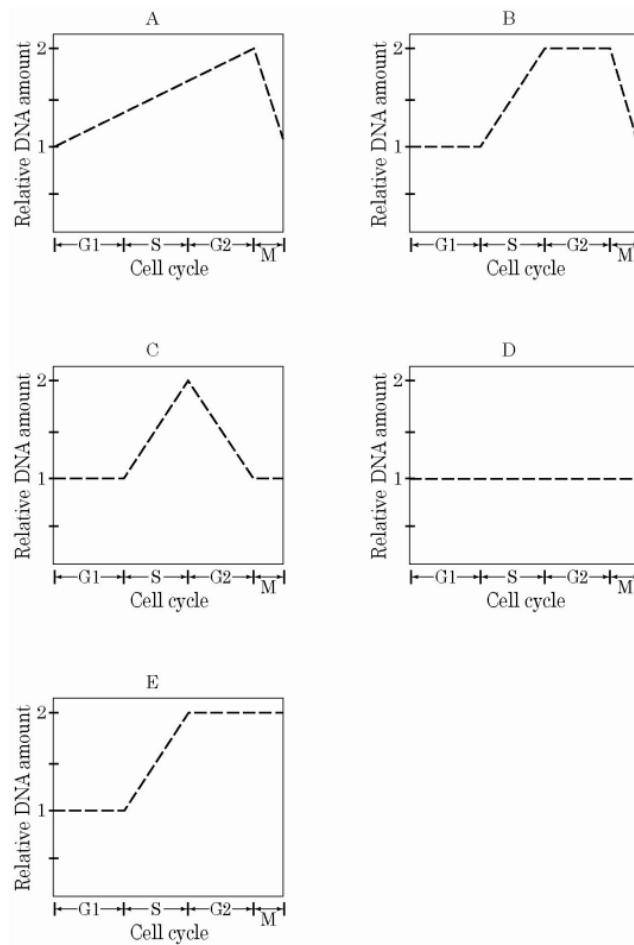 A
Relative DNA amount
2
1
G1 S G2 M
Cell cycle
B
Relative DNA amount
2
1
G1 S G2 M
Cell cycle
C
Relative DNA amount
2
1
G1 S G2 M
Cell cycle
D
Relative DNA amount
2
1
G1 S G2 M
Cell cycle
E
Relative DNA amount
2
1
G1 S G2 M
Cell cycle